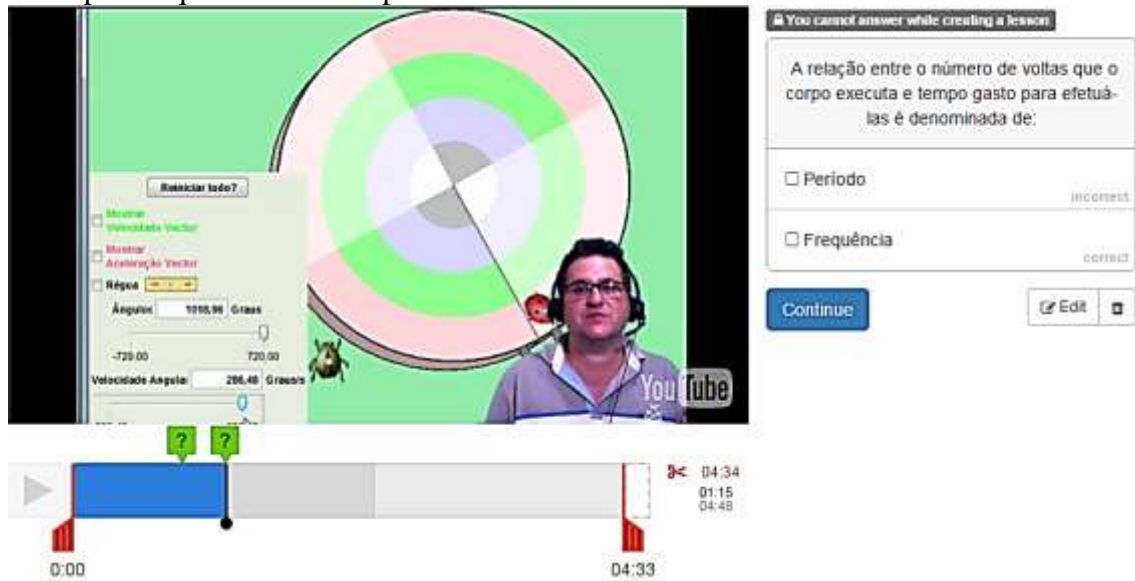 You cannot answer while creating a lesson
A relação entre o número de voltas que o
corpo executa e tempo gasto para efetuá-
las é denominada de:
Período
incorrect
Frequência
correct
Continue
Edit
Reiniciar tudo?
Mostrar
Velocidade Vector
Mostrar
Aceleração Vector
Régua
Ângulo:
Graus
-720,00
720,00
Velocidade Angular
286,48 Graus/s
YouTube
?
?
04:34
01:15
04:48
0:00
04:33